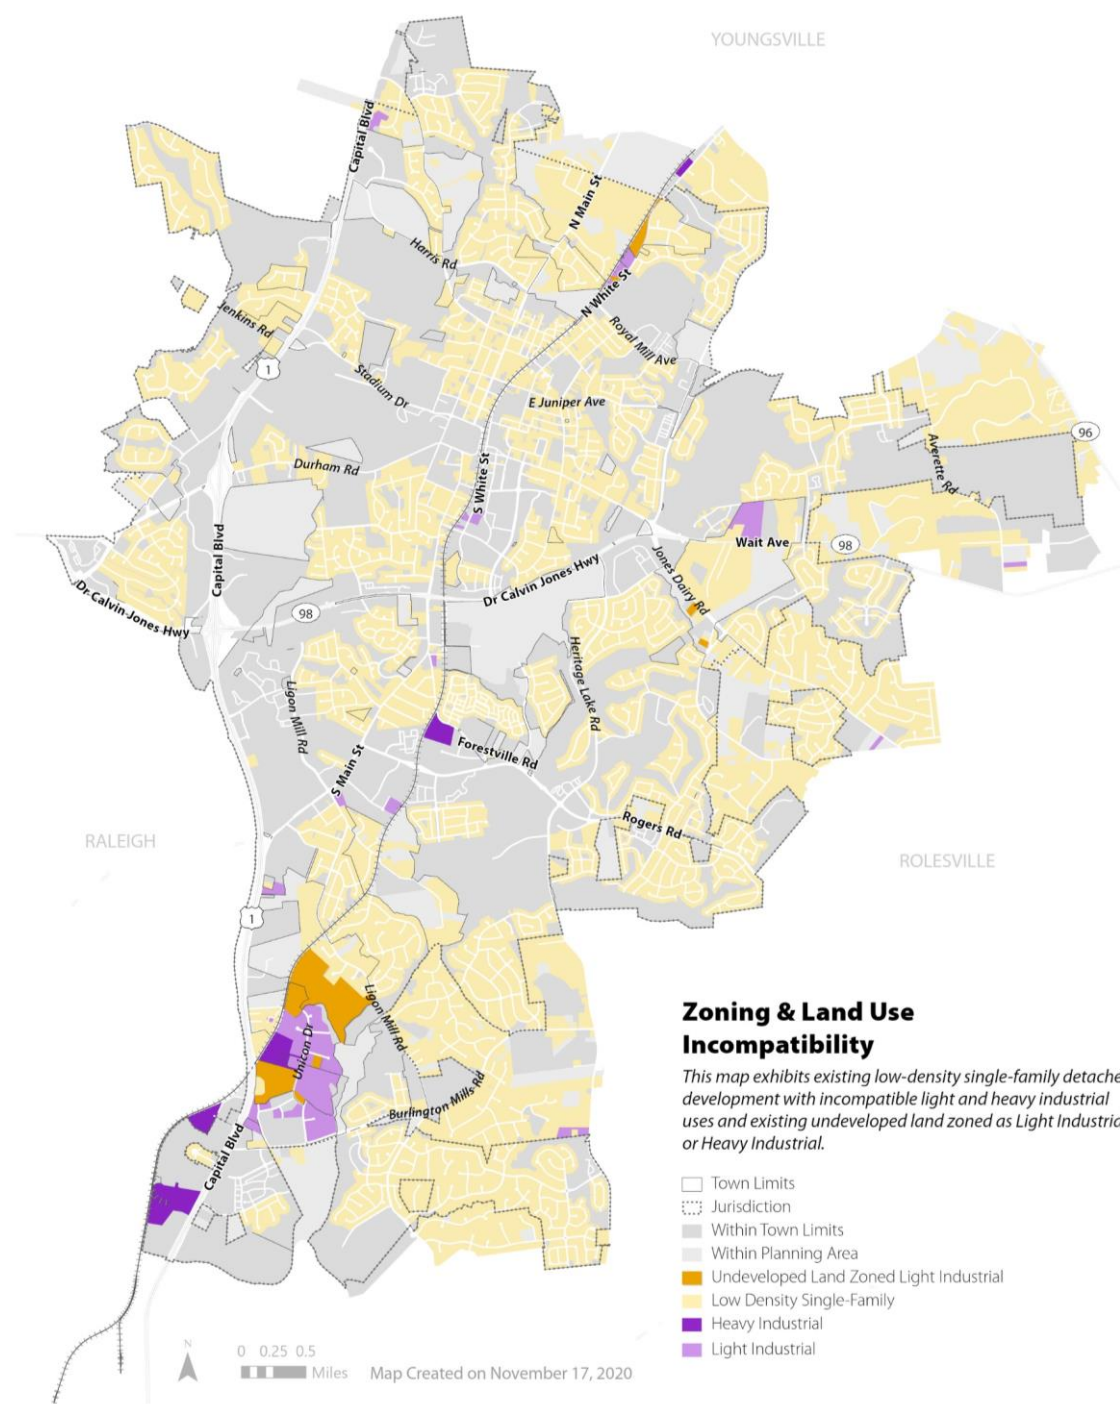 YOUNGSVILLE
Capital Blvd
N Main St
Harris Rd
N White St
Jenkins Rd
Royal Mill Ave
1
Stadium Dr
E Juniper Ave
96
Averette Rd
Durham Rd
S White St
Capital Blvd
Wait Ave
98
Jones Dairy Rd
Dr Calvin Jones Hwy
Dr Calvin Jones Hwy
98
Heritage Lake Rd
Ligon Mill Rd
Forestville Rd
S Main St
Rogers Rd
RALEIGH
ROLESVILLE
1
Ligon Mill Rd
Unicon Dr
Burlington Mills Rd
Capital Blvd
Zoning & Land Use
Incompatibility
This map exhibits existing low-density single-family detache
development with incompatible light and heavy industrial
uses and existing undeveloped land zoned as Light Industria
or Heavy Industrial.
Town Limits
Jurisdiction
Within Town Limits
Within Planning Area
Undeveloped Land Zoned Light Industrial
Low Density Single-Family
Heavy Industrial
Light Industrial
N
0 0.25 0.5
Miles
Map Created on November 17, 2020